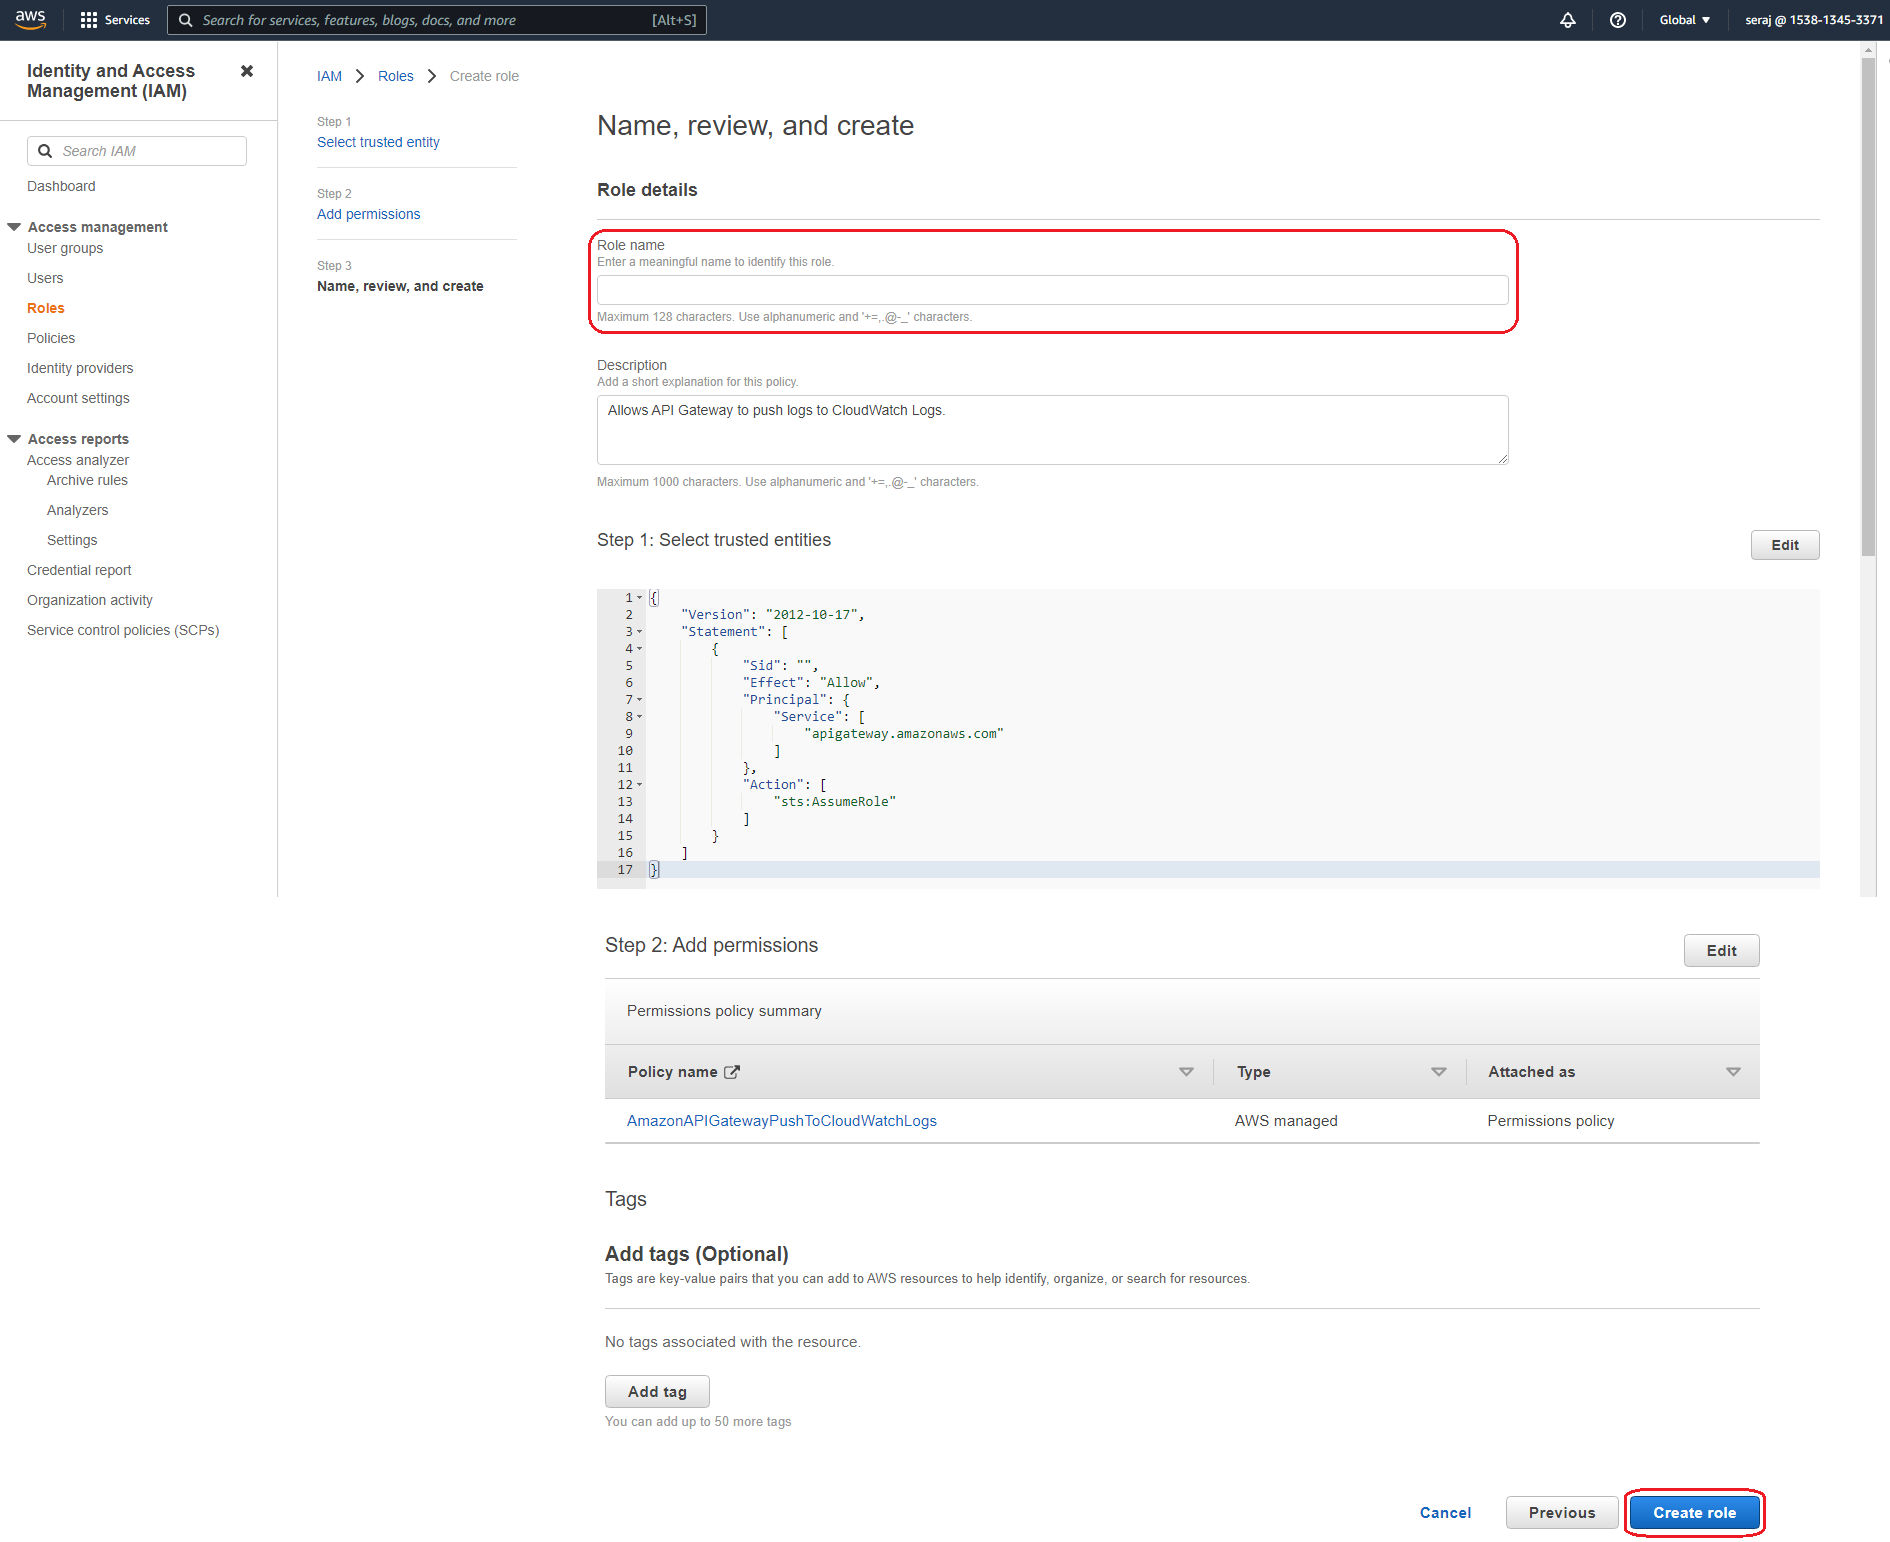 aws
Services
Search for services, features, blogs, docs, and more
[Alt+S]
Global
seraj @ 1538-1345-3371
Identity and Access
Management (IAM)
Search IAM
Dashboard
Access management
User groups
Users
Roles
Policies
Identity providers
Account settings
Access reports
Access analyzer
Archive rules
Analyzers
Settings
Credential report
Organization activity
Service control policies (SCPs)
IAM > Roles > Create role
Step 1
Select trusted entity
Step 2
Add permissions
Step 3
Name, review, and create
Name, review, and create
Role details
Role name
Enter a meaningful name to identify this role.
Maximum 128 characters. Use alphanumeric and '+=,.@-_' characters.
Description
Add a short explanation for this policy.
Allows API Gateway to push logs to CloudWatch Logs.
Maximum 1000 characters. Use alphanumeric and '+=,.@-_' characters.
Step 1: Select trusted entities
Edit
1 {
2 "Version": "2012-10-17",
3 "Statement": [
4 {
5 "Sid": "",
6 "Effect": "Allow",
7 "Principal": {
8 "Service": [
9 "apigateway.amazonaws.com"
10 ]
11 },
12 "Action": [
13 "sts:AssumeRole"
14 ]
15 }
16 ]
17 }
Step 2: Add permissions
Edit
Permissions policy summary
Policy name
Type
Attached as
AmazonAPIGatewayPushToCloudWatchLogs
AWS managed
Permissions policy
Tags
Add tags (Optional)
Tags are key-value pairs that you can add to AWS resources to help identify, organize, or search for resources.
No tags associated with the resource.
Add tag
You can add up to 50 more tags
Cancel
Previous
Create role